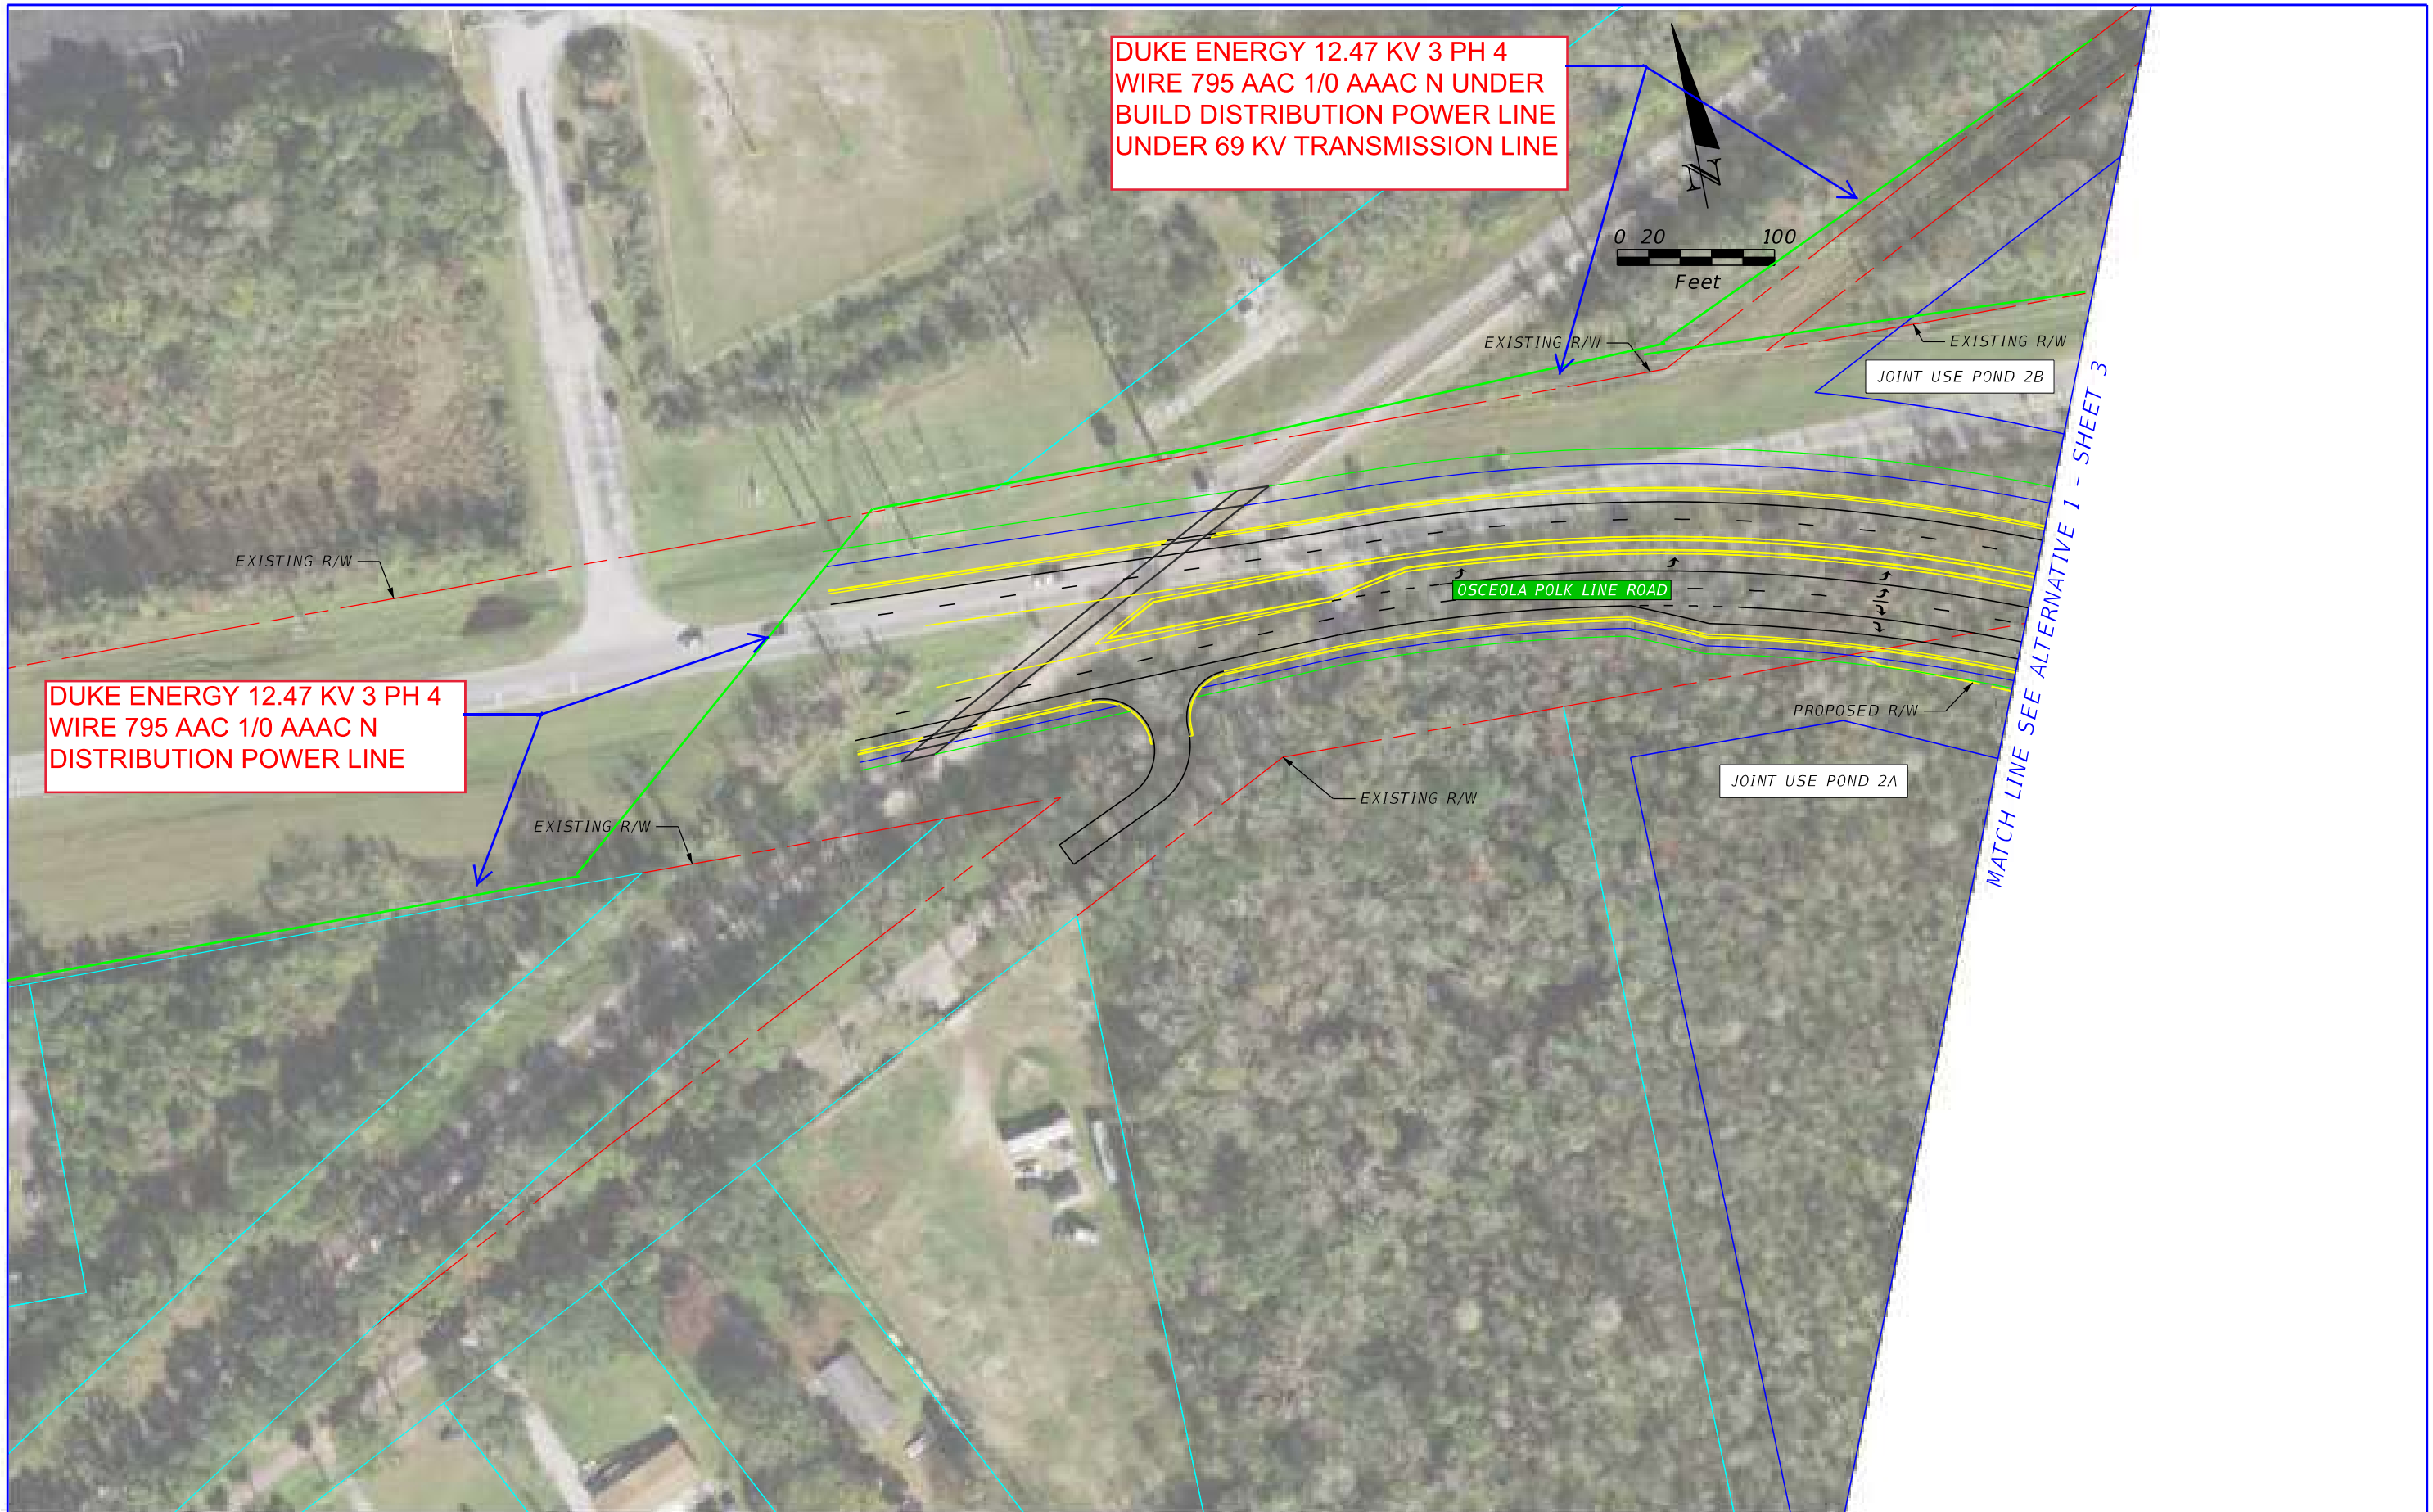 DUKE ENERGY 12.47 KV 3 PH 4
WIRE 795 AAC 1/0 AAAC N UNDER
BUILD DISTRIBUTION POWER LINE
UNDER 69 KV TRANSMISSION LINE
N
0 20 100
Feet
EXISTING R/W
EXISTING R/W
JOINT USE POND 2B
MATCH LINE SEE ALTERNATIVE 1 - SHEET 3
EXISTING R/W
OSCEOLA POLK LINE ROAD
DUKE ENERGY 12.47 KV 3 PH 4
WIRE 795 AAC 1/0 AAAC N
DISTRIBUTION POWER LINE
PROPOSED R/W
JOINT USE POND 2A
EXISTING R/W
EXISTING R/W